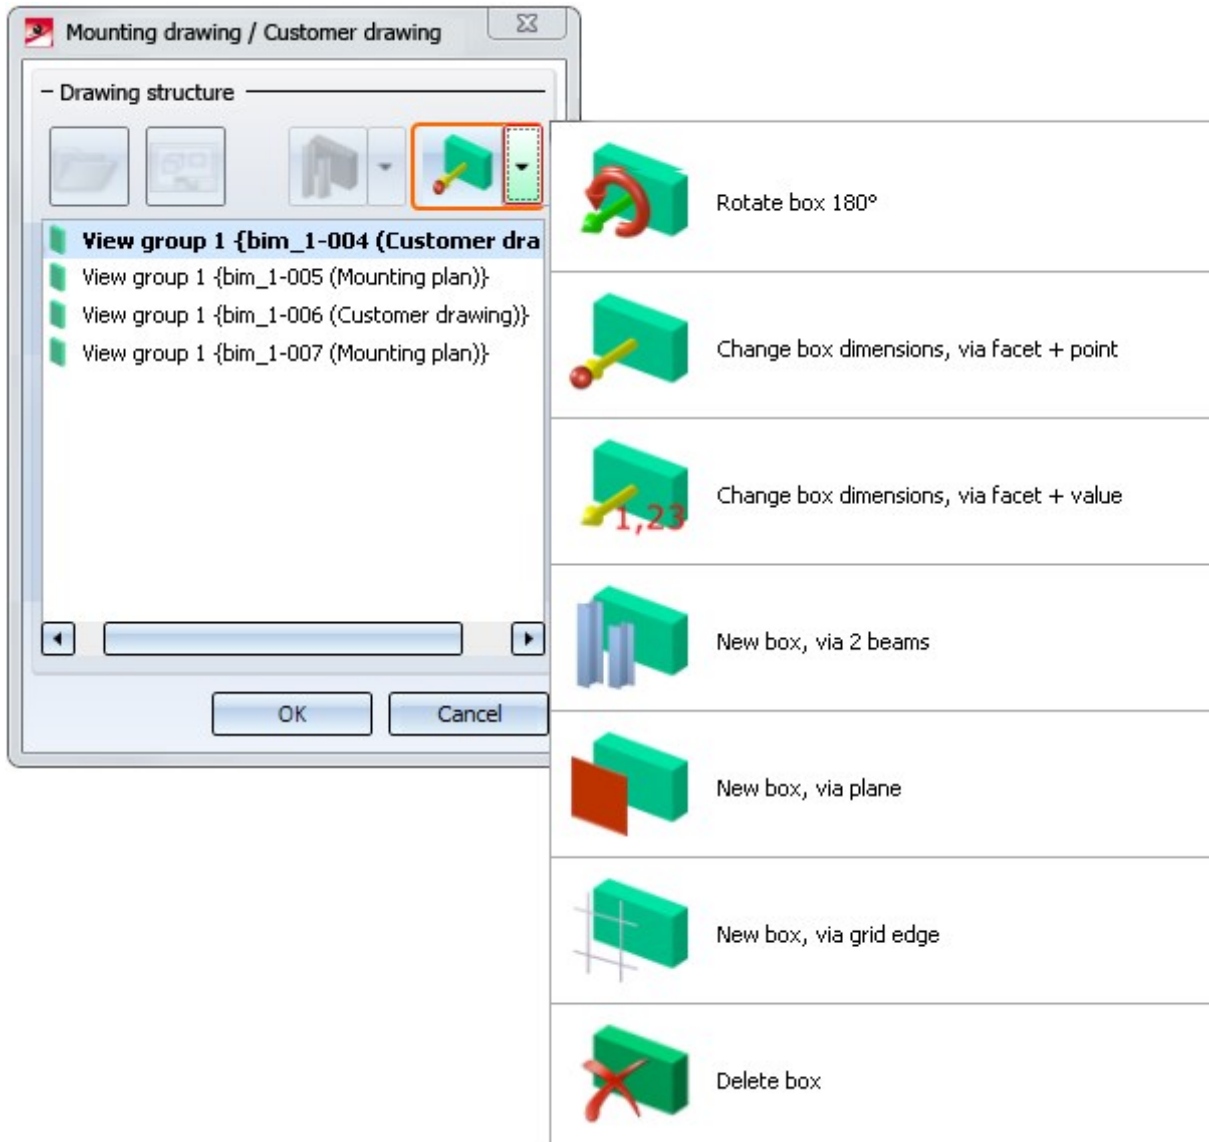 Mounting drawing / Customer drawing
Drawing structure
View group 1 {bim_1-004 (Customer dra
View group 1 {bim_1-005 (Mounting plan)}
View group 1 {bim_1-006 (Customer drawing)}
View group 1 {bim_1-007 (Mounting plan)}
OK
Cancel
Rotate box 180°
Change box dimensions, via facet + point
1,23
Change box dimensions, via facet + value
New box, via 2 beams
New box, via plane
New box, via grid edge
Delete box